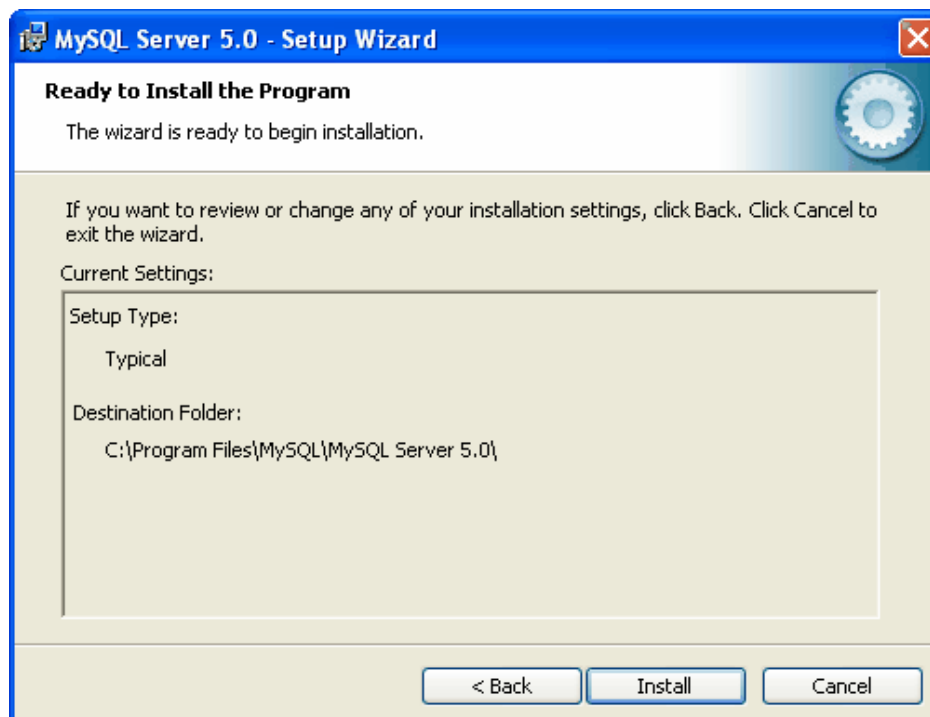 MySQL Server 5.0 - Setup Wizard
Ready to Install the Program
The wizard is ready to begin installation.
If you want to review or change any of your installation settings, click Back. Click Cancel to
exit the wizard.
Current Settings:
Setup Type:
Typical
Destination Folder:
C:\Program Files\MySQL\MySQL Server 5.0\
< Back
Install
Cancel